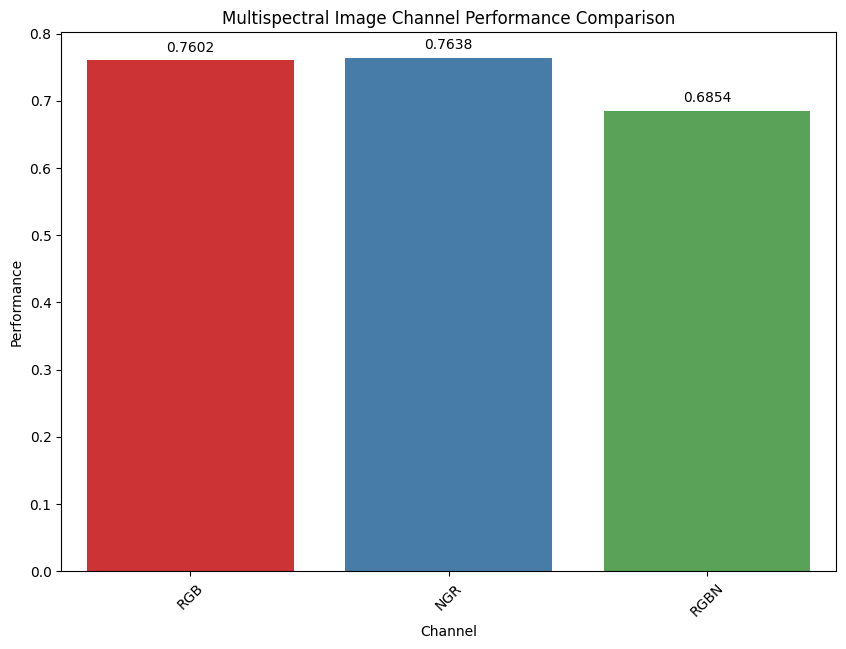 Multispectral Image Channel Performance Comparison
0.8
0.7
0.6
0.5
0.4
0.3
0.2
0.1
0.0
Performance
0.7602
0.7638
0.6854
RGB
NGR
RGBN
Channel